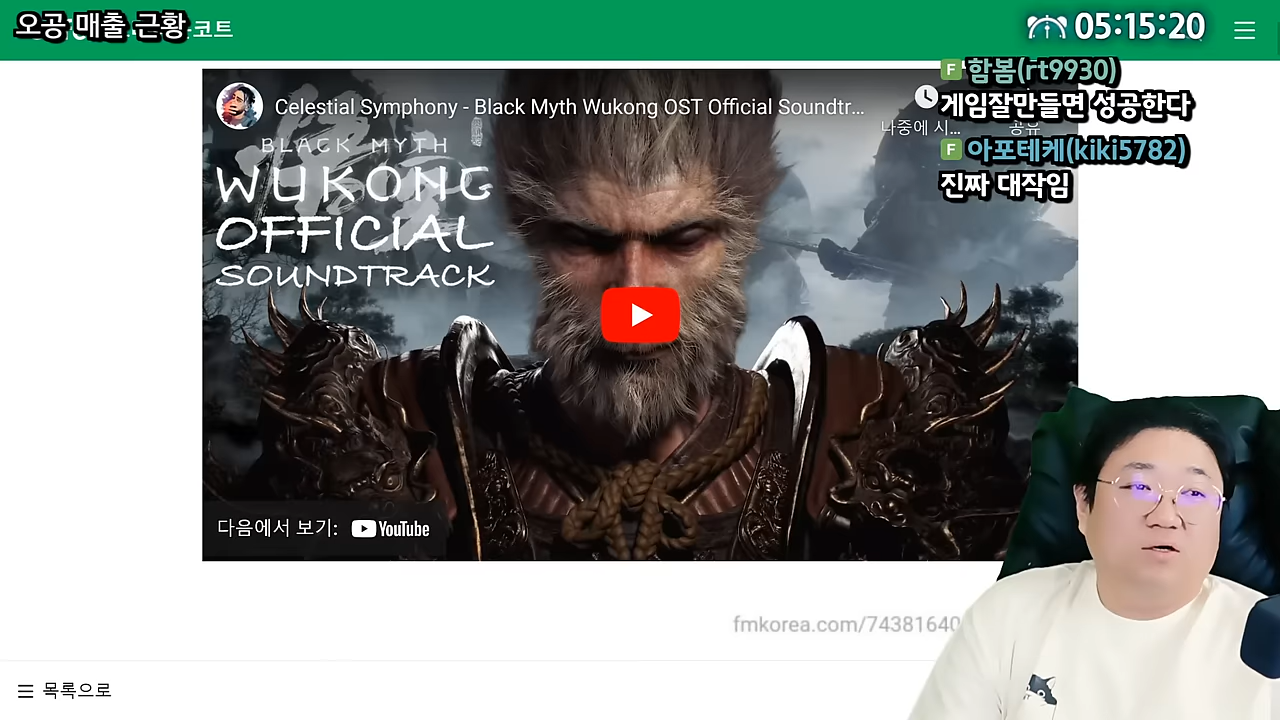 오공 매출 근황
코트
05:15:20
Celestial Symphony - Black Myth Wukong OST Official Soundtr...
나중에 시...
공유
F 함봄(rt9930)
게임잘만들면 성공한다
F 아포테케(kiki5782)
진짜 대작임
BLACK MYTH
WUKONG
OFFICIAL
SOUNDTRACK
다음에서 보기: YouTube
fmkorea.com/74381640
목록으로